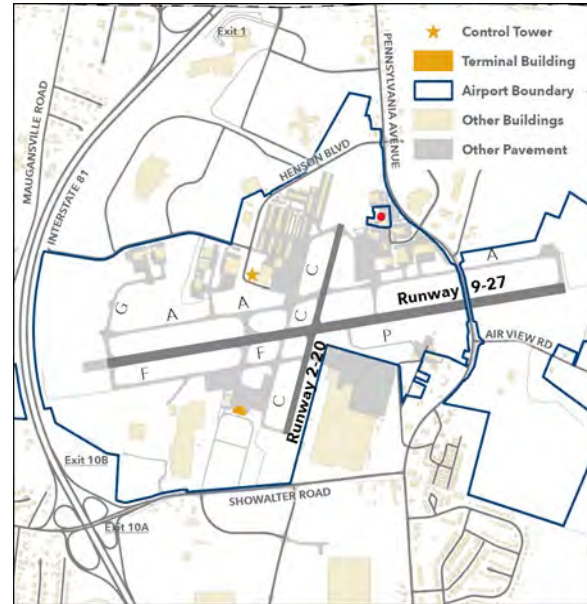 Exit 1
Control Tower
Terminal Building
Airport Boundary
Other Buildings
Other Pavement
PENNSYLVANIA AVENUE
MAUGANSVILLE ROAD
INTERSTATE 81
HENSON BLVD
G
A
A
C
C
A
Runway 9-27
P
F
F
C
Runway 2-20
AIR VIEW RD
Exit 10B
SHOWALTER ROAD
Exit 10A